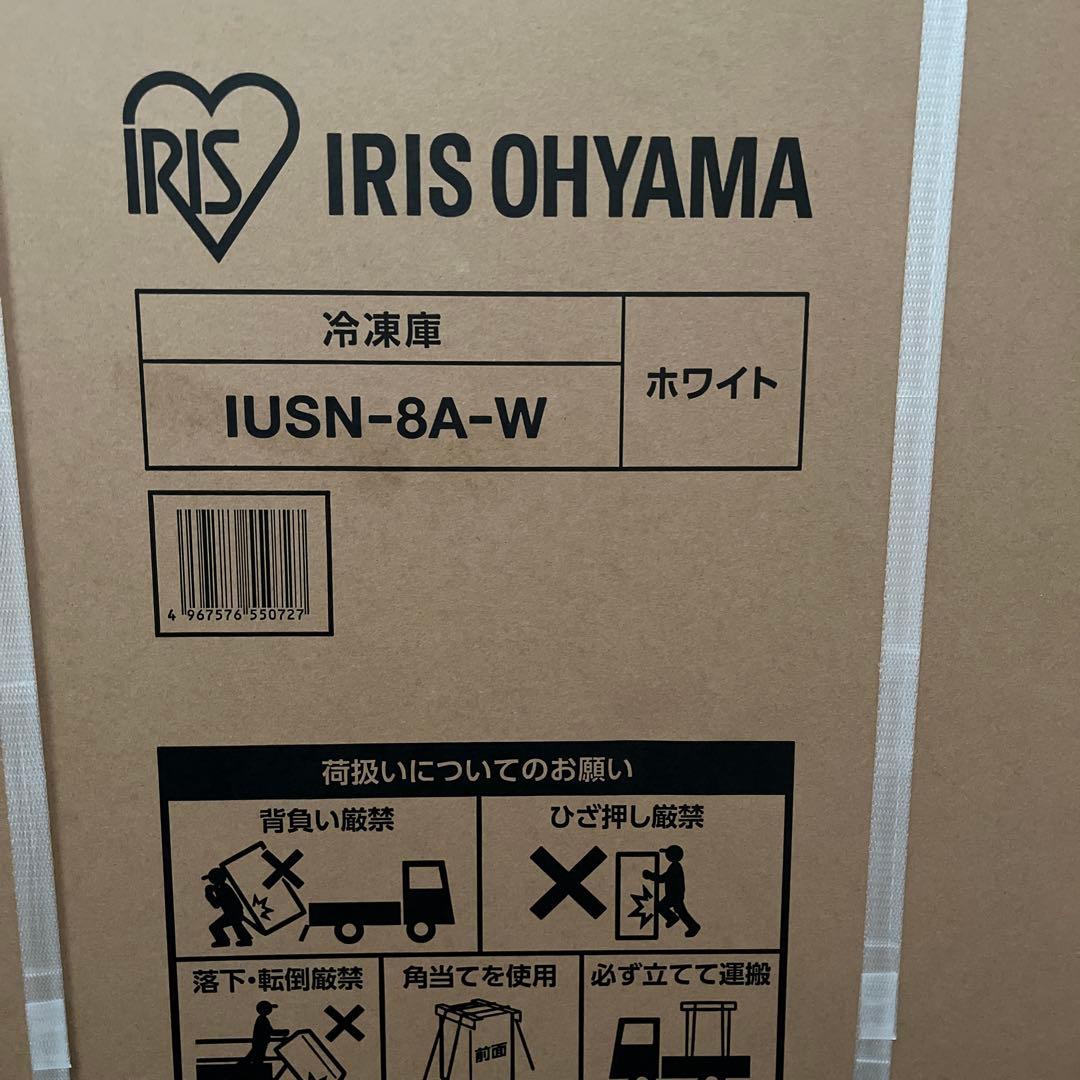 IRIS
IRIS OHYAMA
冷凍庫
IUSN-8A-W
ホワイト
4 967576 550727
荷扱いについてのお願い
背負い厳禁
ひざ押し厳禁
落下・転倒厳禁
角当てを使用
必ず立てて運搬
前面